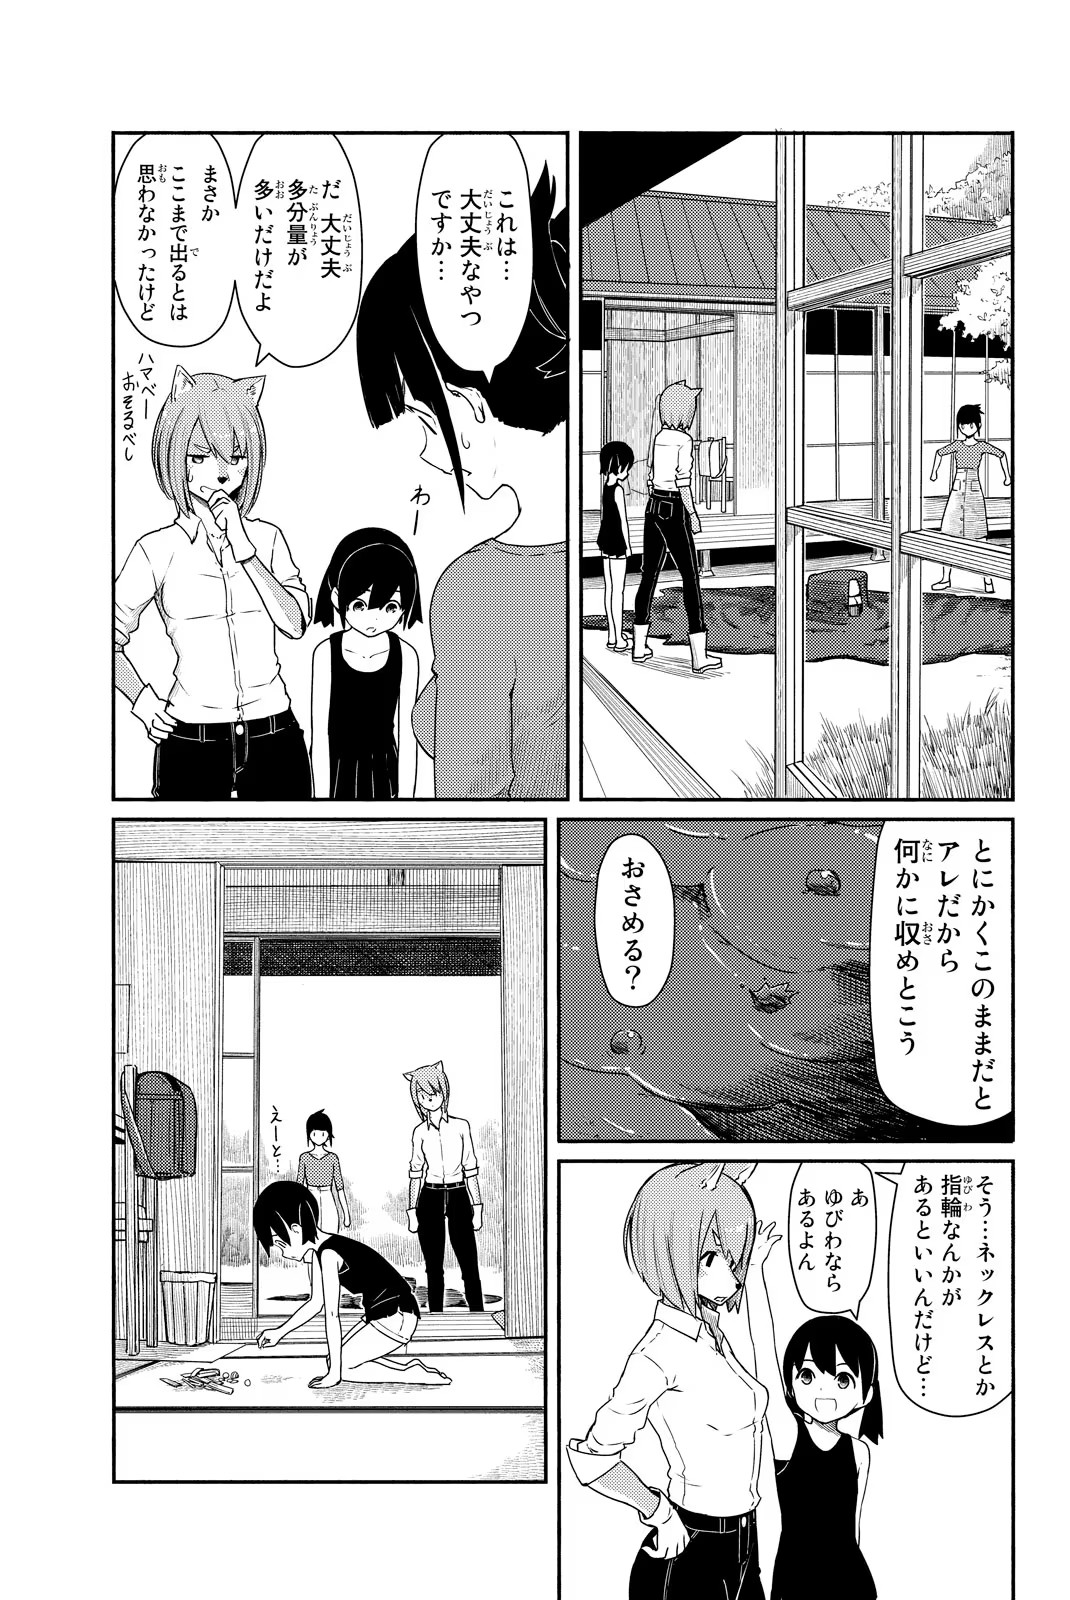 これは…
大丈夫なやつ
ですか…
だ 大丈夫
多分量が
多いだけだよ
まさか
ここまで出るとは
思わなかったけど
ハマベー
おそるべし
わー
とにかくこのままだと
アレだから
何かに収めとこう
おさめる?
そう…ネックレスとか
指輪なんかが
あるといいんだけど…
あ
ゆびわなら
あるよん
えーと…